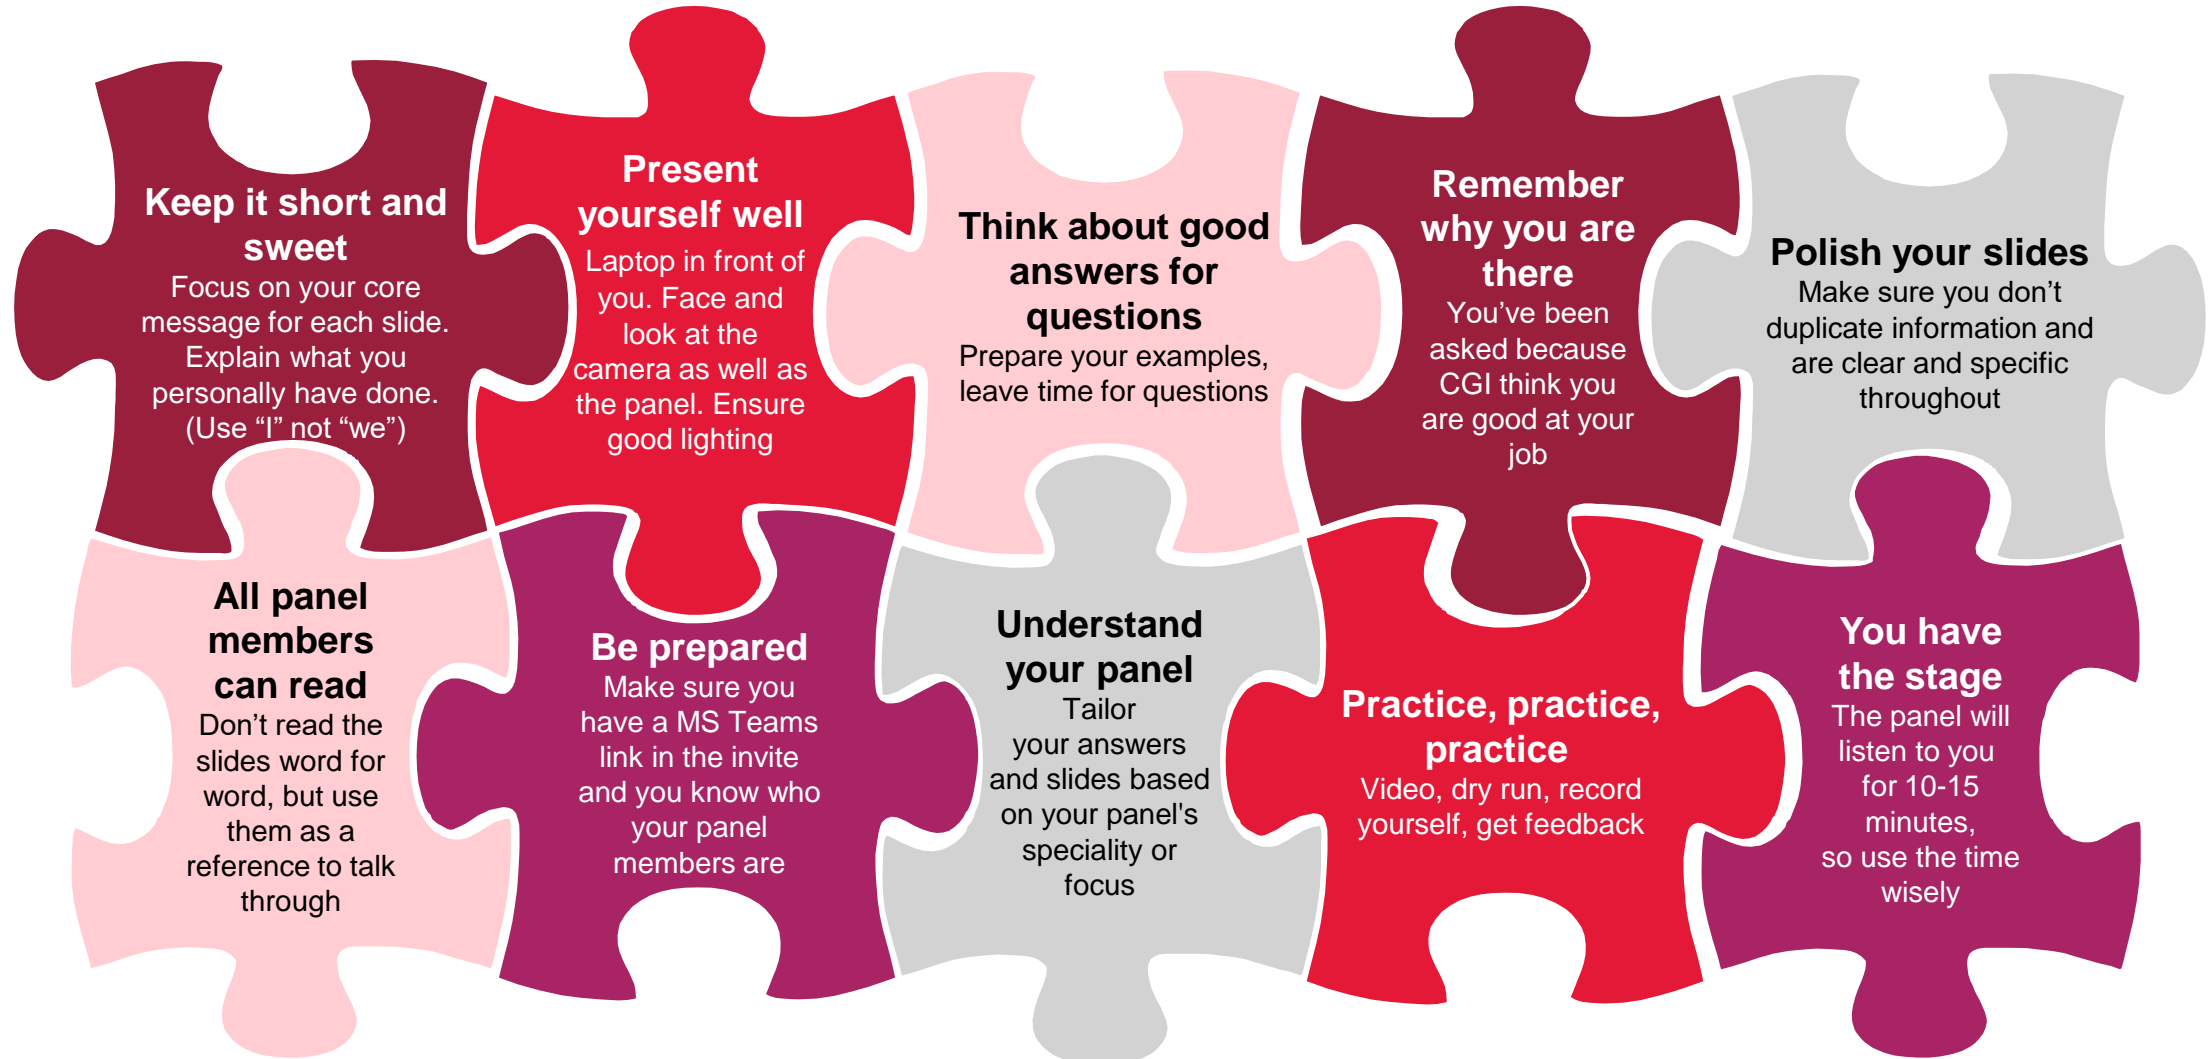 Keep it short and
sweet
Focus on your core
message for each slide.
Explain what you
personally have done.
(Use “I” not “we”)
Present
yourself well
Laptop in front of
you. Face and
look at the
camera as well as
the panel. Ensure
good lighting
Think about good
answers for
questions
Prepare your examples,
leave time for questions
Remember
why you are
there
You’ve been
asked because
CGI think you
are good at your
job
Polish your slides
Make sure you don’t
duplicate information and
are clear and specific
throughout
All panel
members
can read
Don’t read the
slides word for
word, but use
them as a
reference to talk
through
Be prepared
Make sure you
have a MS Teams
link in the invite
and you know who
your panel
members are
Understand
your panel
Tailor
your answers
and slides based
on your panel's
speciality or
focus
Practice, practice,
practice
Video, dry run, record
yourself, get feedback
You have
the stage
The panel will
listen to you
for 10-15
minutes,
so use the time
wisely